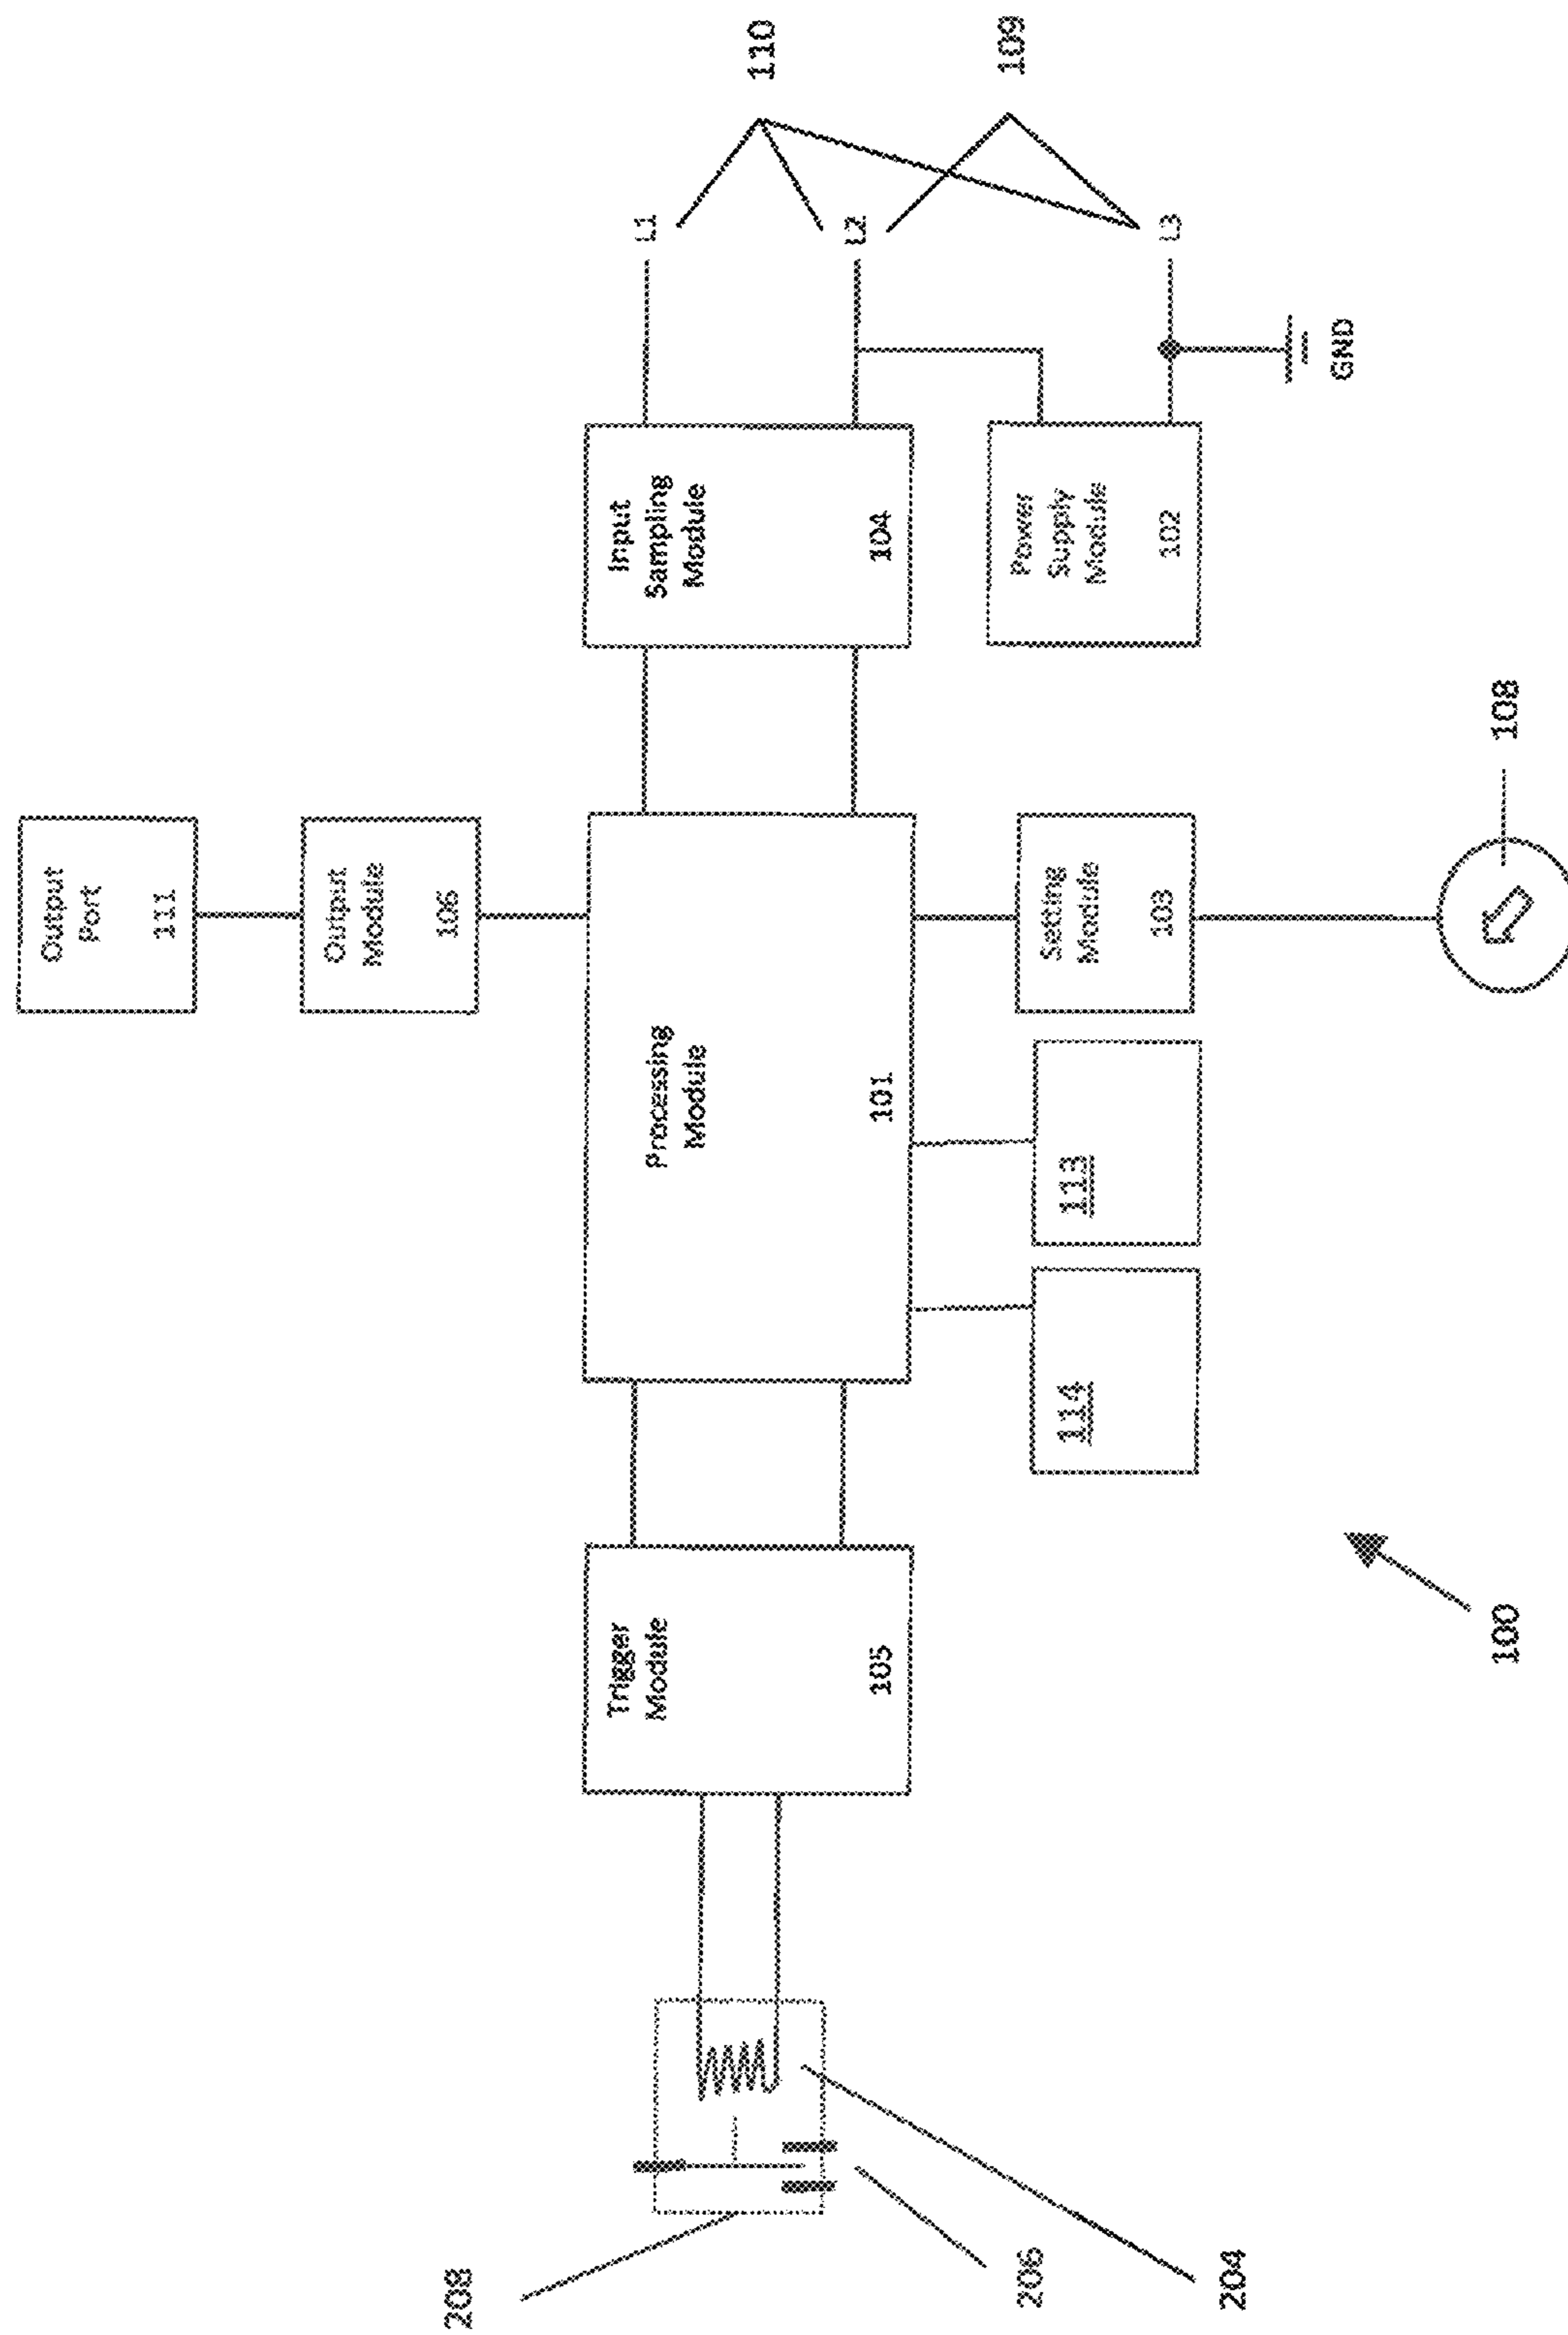 Output
Port
111
Output
Module
106
Trigger
Module
105
Processing
Module
101
Input
Sampling
Module
104
L1
L2
L3
110
109
208
206
204
114
113
Setting
Module
103
Power
Supply
Module
102
GND
100
108